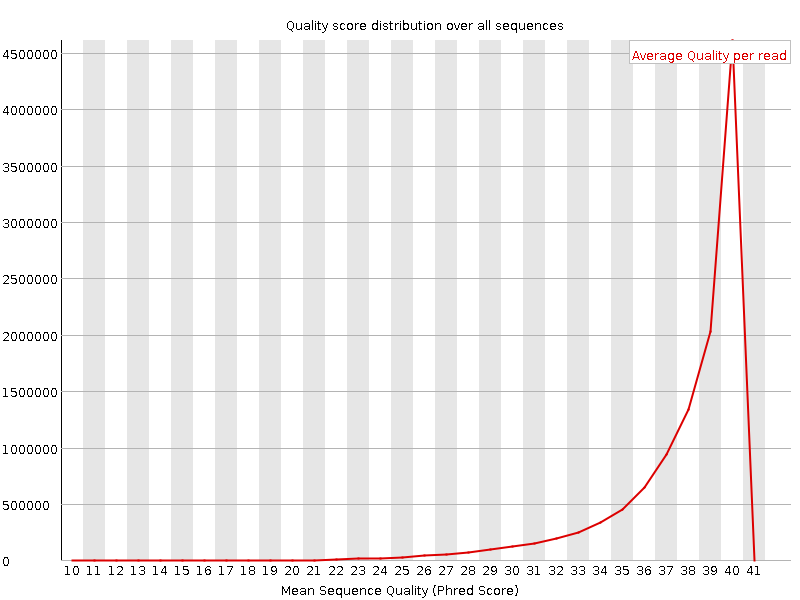 Quality score distribution over all sequences
Average Quality per read
4500000
4000000
3500000
3000000
2500000
2000000
1500000
1000000
500000
0
10 11 12 13 14 15 16 17 18 19 20 21 22 23 24 25 26 27 28 29 30 31 32 33 34 35 36 37 38 39 40 41
Mean Sequence Quality (Phred Score)